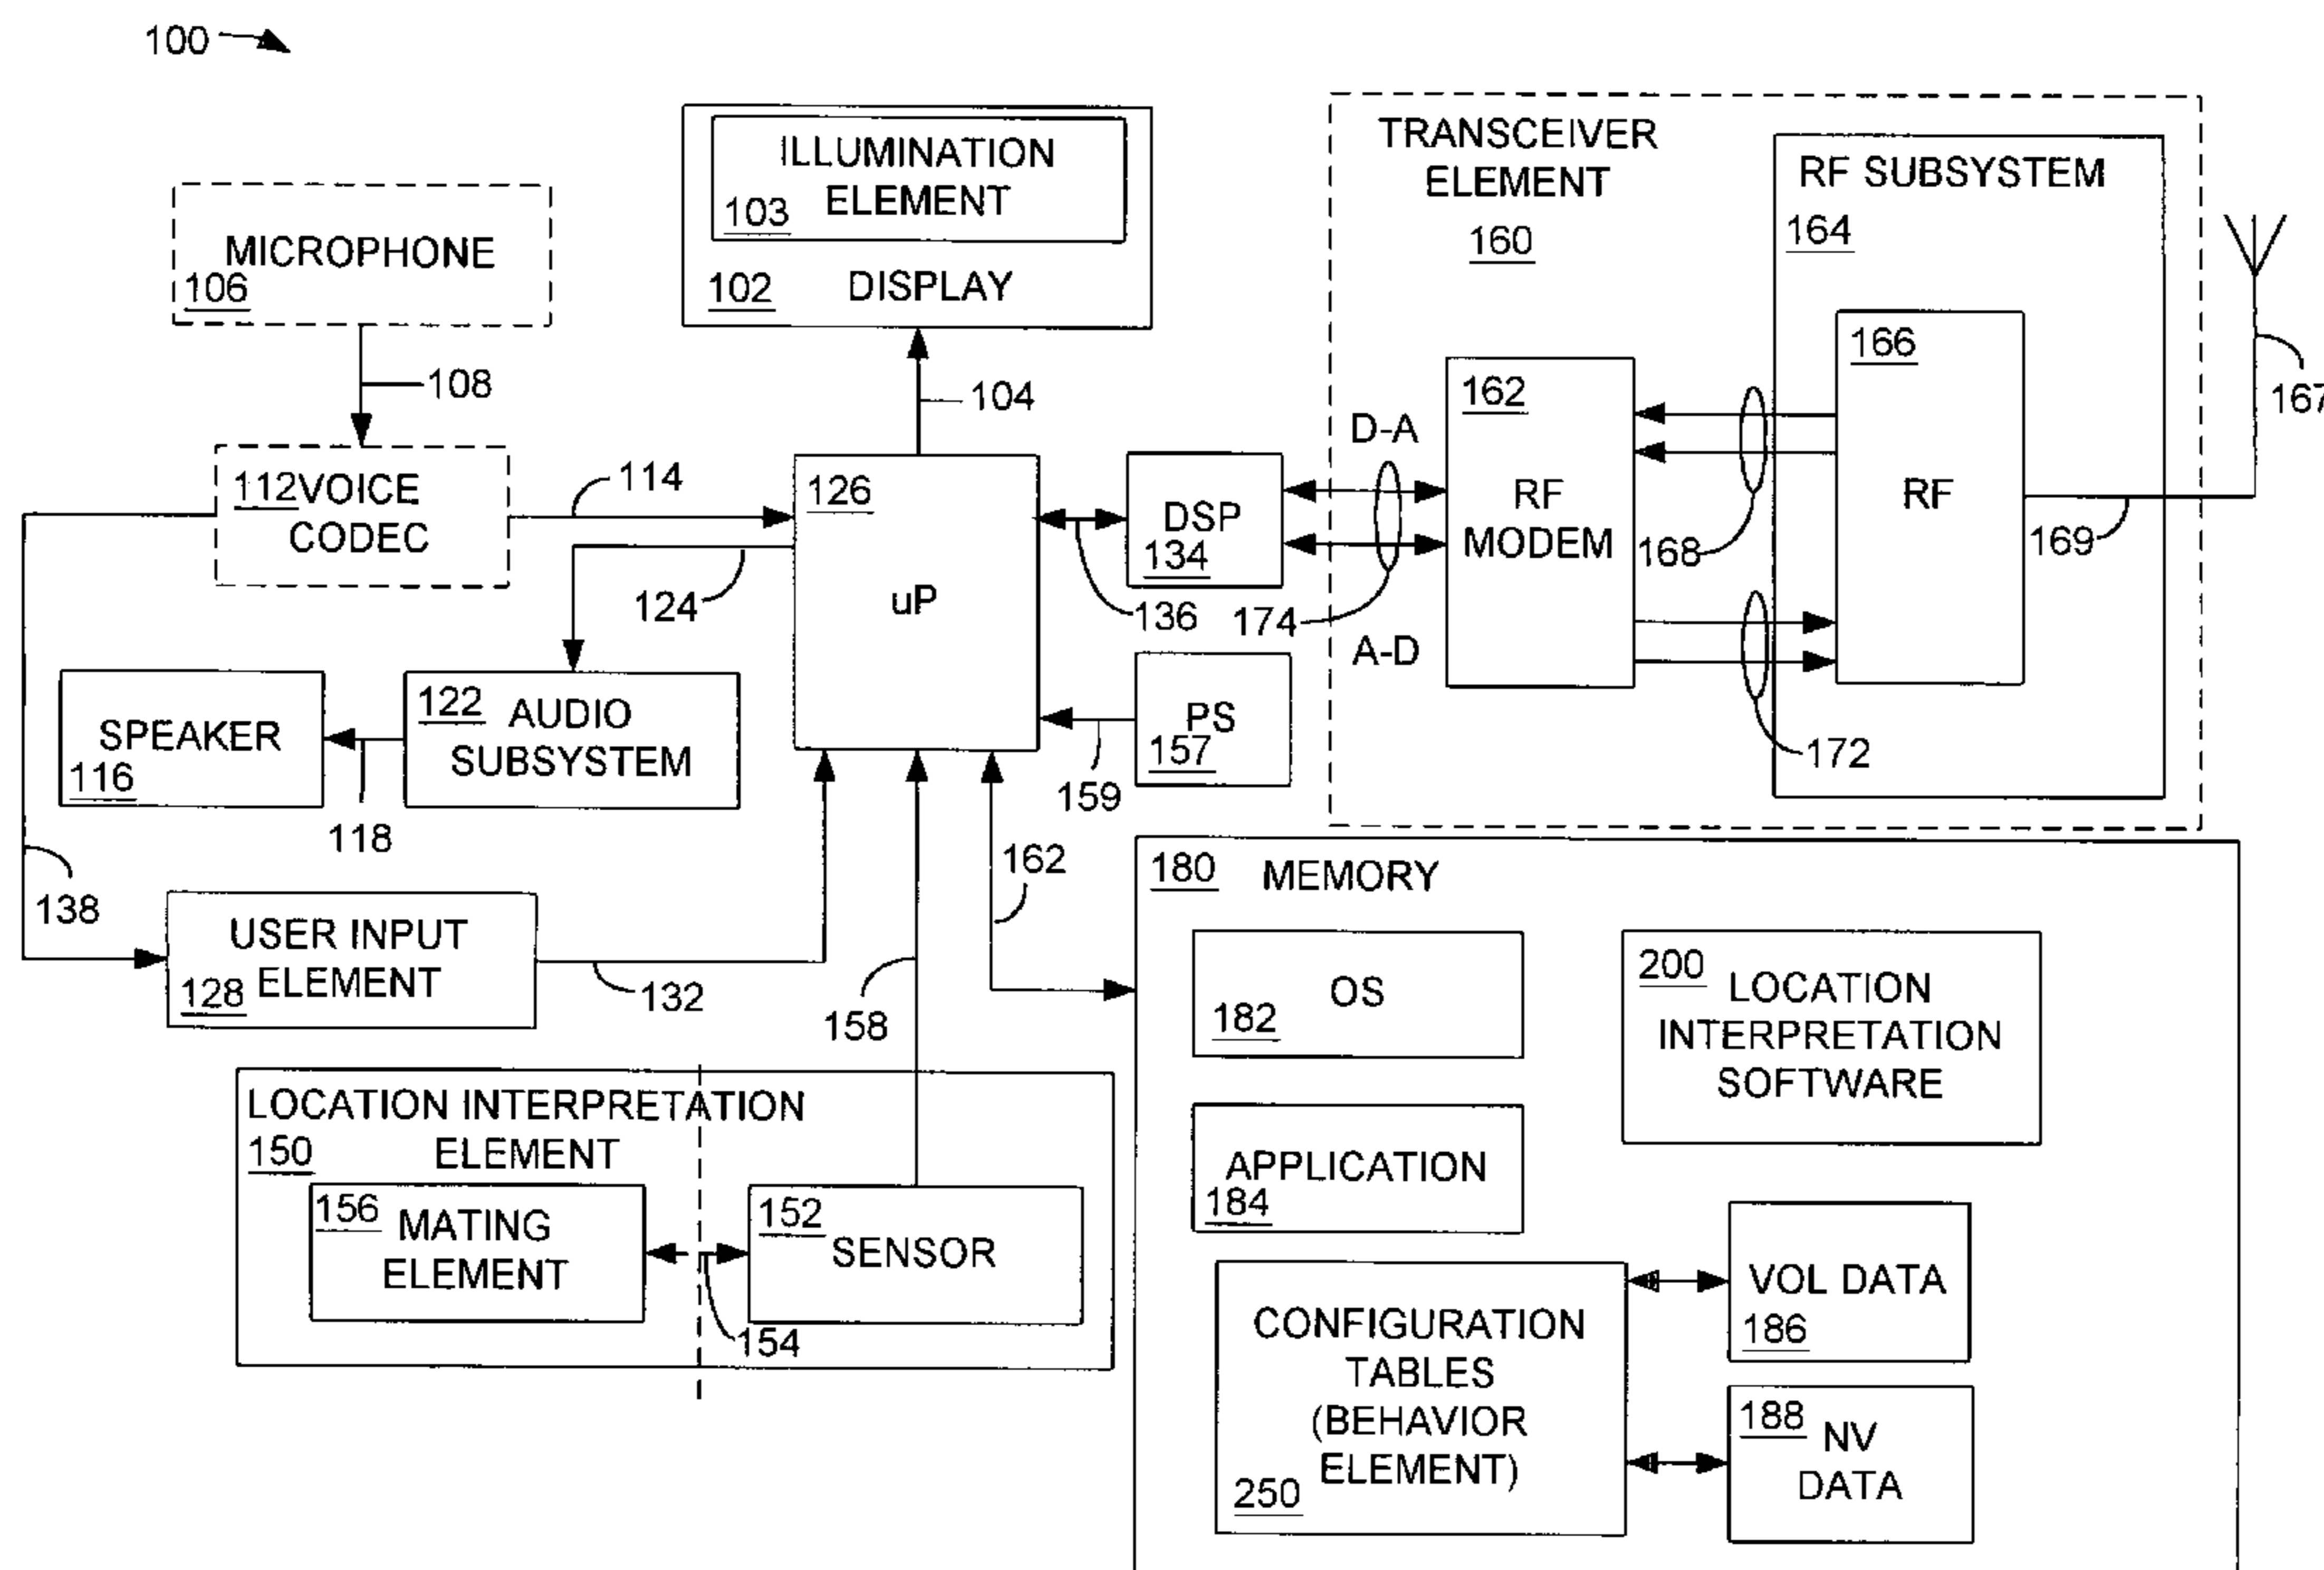 100
ILLUMINATION
ELEMENT
103
102
DISPLAY
MICROPHONE
106
108
104
112 VOICE
CODEC
114
124
126
uP
DSP
134
136
174
TRANSCEIVER
ELEMENT
160
D-A
A-D
162
RF
MODEM
RF SUBSYSTEM
164
166
RF
168
172
169
167
SPEAKER
116
118
122
AUDIO
SUBSYSTEM
PS
157
159
138
USER INPUT
ELEMENT
128
132
158
162
LOCATION INTERPRETATION
ELEMENT
150
156
MATING
ELEMENT
154
152
SENSOR
180
MEMORY
OS
182
200
LOCATION
INTERPRETATION
SOFTWARE
APPLICATION
184
CONFIGURATION
TABLES
(BEHAVIOR
ELEMENT)
250
VOL DATA
186
188
NV
DATA